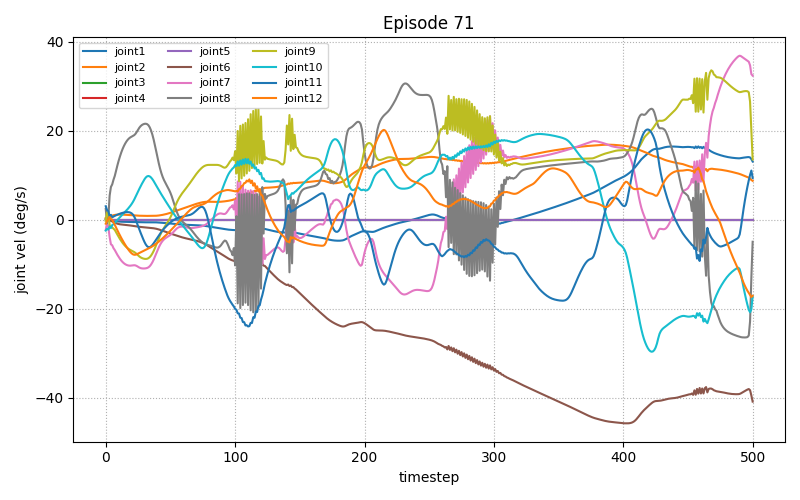 Episode 71
joint vel (deg/s)
40
20
0
−20
−40
joint1 joint5 joint9
joint2 joint6 joint10
joint3 joint7 joint11
joint4 joint8 joint12
0 100 200 300 400 500
timestep